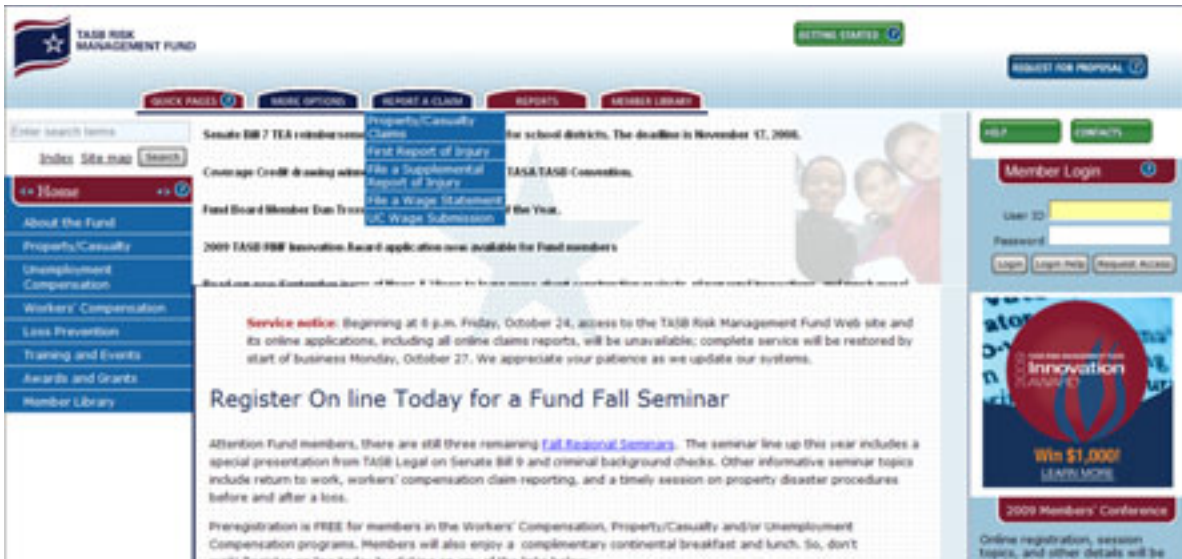 TASB RISK
MANAGEMENT FUND
GETTING STARTED
REQUEST FOR PROPOSAL
QUICK PAGES
MORE OPTIONS
REPORT A CLAIM
REPORTS
MEMBER LIBRARY
Enter search terms
Index Site map Search
Home
About the Fund
Property/Casualty
Unemployment
Compensation
Workers' Compensation
Loss Prevention
Training and Events
Awards and Grants
Member Library
Property/Casualty
Claims
First Report of Injury
File a Supplemental
Report of Injury
File a Wage Statement
UC Wage Submission
Senate Bill 7 TEA for school districts. The deadline is November 17, 2008.
Coverage Credit drawing TASA/TASB Convention.
Fund Board Member Dan of the Year.
2009 TASB RMF Innovation Award application now available for Fund members
Service notice: Beginning at 6 p.m. Friday, October 24, access to the TASB Risk Management Fund Web site and
its online applications, including all online claims reports, will be unavailable; complete service will be restored by
start of business Monday, October 27. We appreciate your patience as we update our systems.
Register On line Today for a Fund Fall Seminar
Attention Fund members, there are still three remaining Fall Regional Seminars. The seminar line up this year includes a
special presentation from TASB Legal on Senate Bill 9 and criminal background checks. Other informative seminar topics
include return to work, workers' compensation claim reporting, and a timely session on property disaster procedures
before and after a loss.
Preregistration is FREE for members in the Workers' Compensation, Property/Casualty and/or Unemployment
Compensation programs. Members will also enjoy a complimentary continental breakfast and lunch. So, don't
HELP
CONTACTS
Member Login
User ID
Password
Login Login Help Request Access
2009
Innovation
AWARD
Win $1,000!
LEARN MORE
2009 Members' Conference
Online registration, session
topics, and other details will be